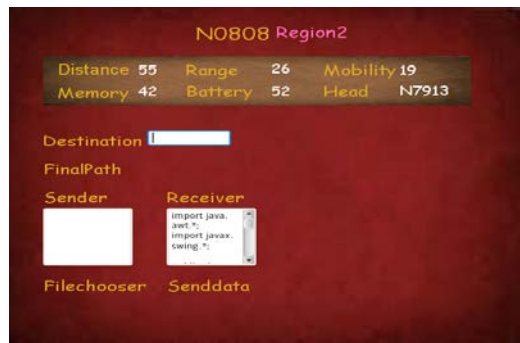 N0808 Region2
Distance 55 Range 26 Mobility 19
Memory 42 Battery 52 Head N7913
Destination
FinalPath
Sender Receiver
import java.
awt.*;
import javax.
swing.*;
Filechooser Senddata